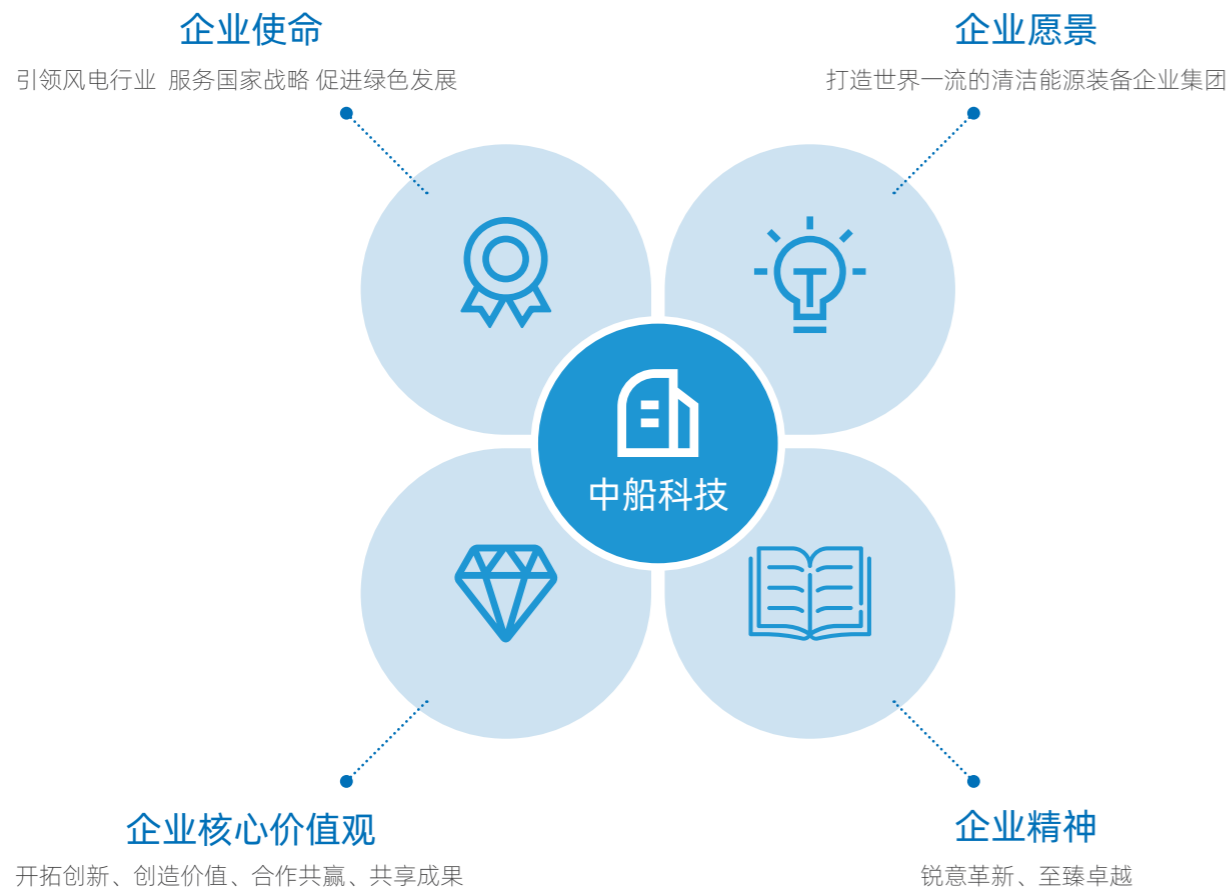 企业使命
引领风电行业 服务国家战略 促进绿色发展
企业愿景
打造世界一流的清洁能源装备企业集团
中船科技
企业核心价值观
开拓创新、创造价值、合作共赢、共享成果
企业精神
锐意革新、至臻卓越